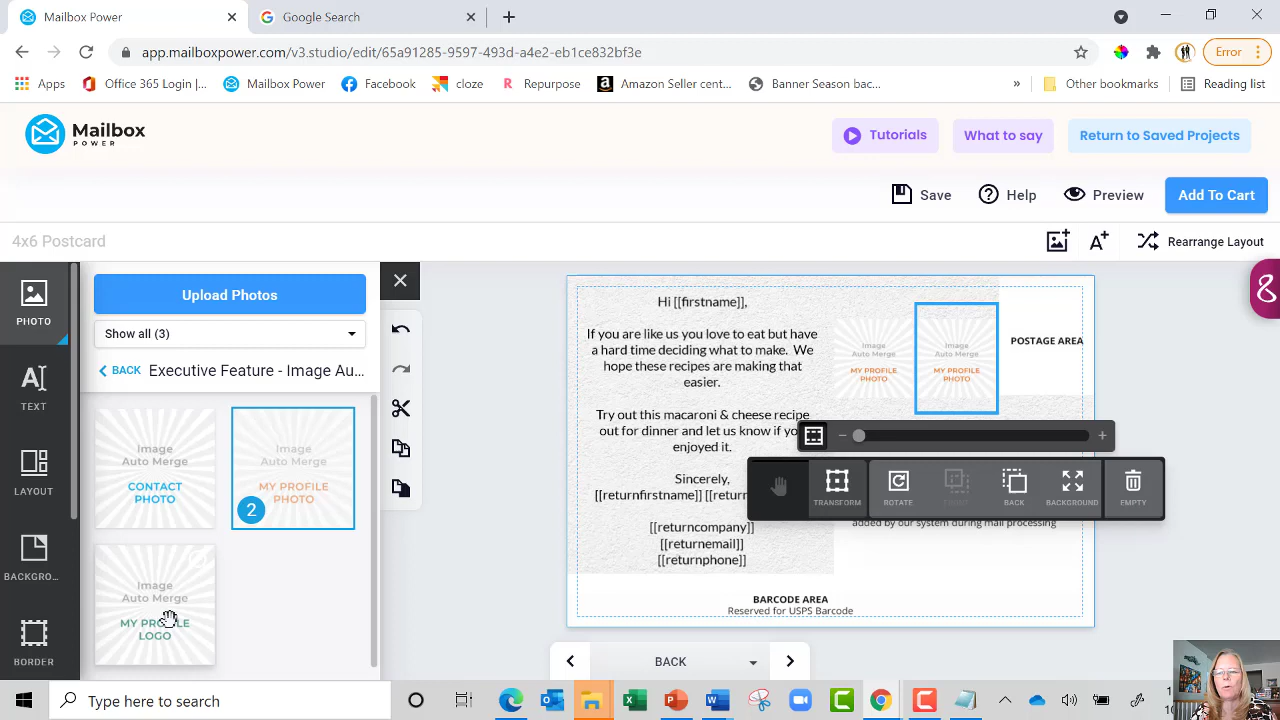 Mailbox Power
Google Search
app.mailboxpower.com/v3.studio/edit/65a91285-9597-493d-a4e2-eb1ce832bf3e
Error
Apps
Office 365 Signing |...
Mailbox Power
Facebook
clozo
Repurpose
Amazon Seller cent...
Banner Season bac...
»
Other bookmarks
Reading list
Mailbox
POWER
Tutorials
What to say
Return to Saved Projects
Save
Help
Preview
Add To Cart
4x6 Postcard
Rearrange Layout
PHOTO
TEXT
LAYOUT
BACKGRO...
BORDER
Upload Photos
Show all (3)
BACK
Executive Feature - Image Au...
Image
Auto Merge
CONTACT
PHOTO
Image
Auto Merge
MY PROFILE
PHOTO
2
Image
Auto Merge
MY PROFILE
LOGO
Hi [[firstname]],
If you are like us you love to eat but have
a hard time deciding what to make. We
hope these recipes are making that
easier.
Try out this macaroni & cheese recipe
out for dinner and let us know if you
enjoyed it.
Sincerely,
[[returnfirstname]] [[return
[[returncompany]]
[[returnemail]]
[[returnphone]]
Image
Auto Merge
MY PROFILE
PHOTO
Image
Auto Merge
MY PROFILE
PHOTO
POSTAGE AREA
TRANSFORM
ROTATE
BACK
BACKGROUND
EMPTY
added by our system during mail processing
BARCODE AREA
Reserved for USPS Barcode
BACK
Type here to search